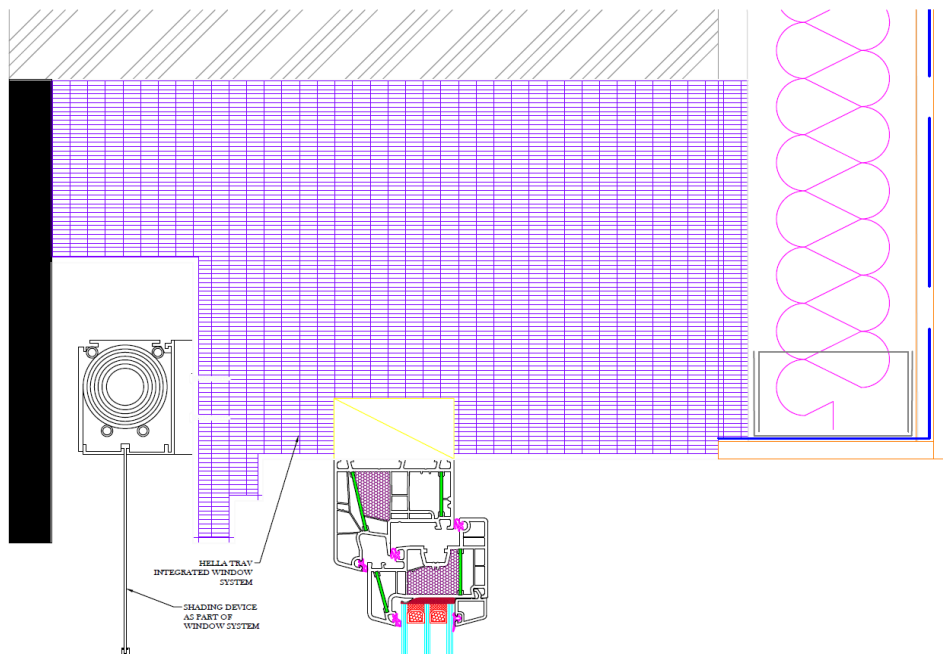 HELLA TRAV
INTEGRATED WINDOW
SYSTEM
SHADING DEVICE
AS PART OF
WINDOW SYSTEM